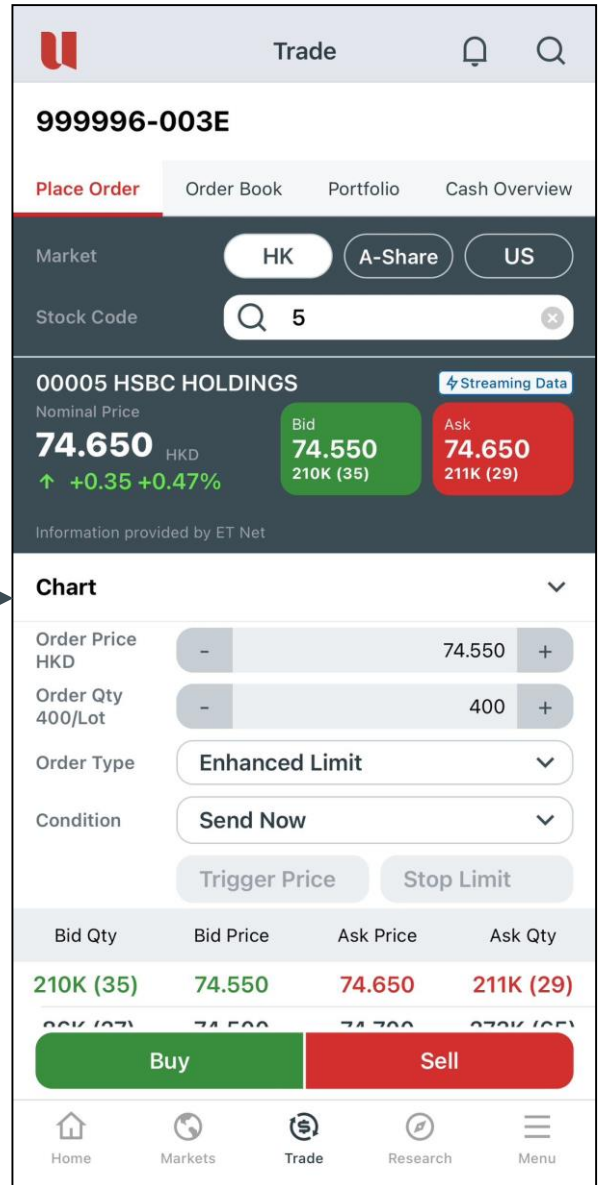 Trade
999996-003E
Place Order Order Book Portfolio Cash Overview
Market HK A-Share US
Stock Code 5
00005 HSBC HOLDINGS Streaming Data
Nominal Price
74.650 HKD
+0.35 +0.47%
Bid
74.550
210K (35)
Ask
74.650
211K (29)
Information provided by ET Net
Chart
Order Price
HKD
- 74.550 +
Order Qty
400/Lot
- 400 +
Order Type Enhanced Limit
Condition Send Now
Trigger Price Stop Limit
Bid Qty Bid Price Ask Price Ask Qty
210K (35) 74.550 74.650 211K (29)
74.500 74.700
Buy Sell
Home Markets Trade Research Menu